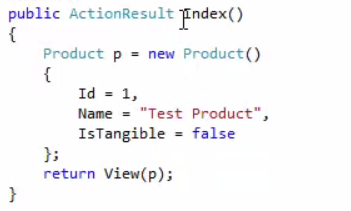 public ActionResult Index()
{
    Product p = new Product()
    {
        Id = 1,
        Name = "Test Product",
        IsTangible = false
    };
    return View(p);
}